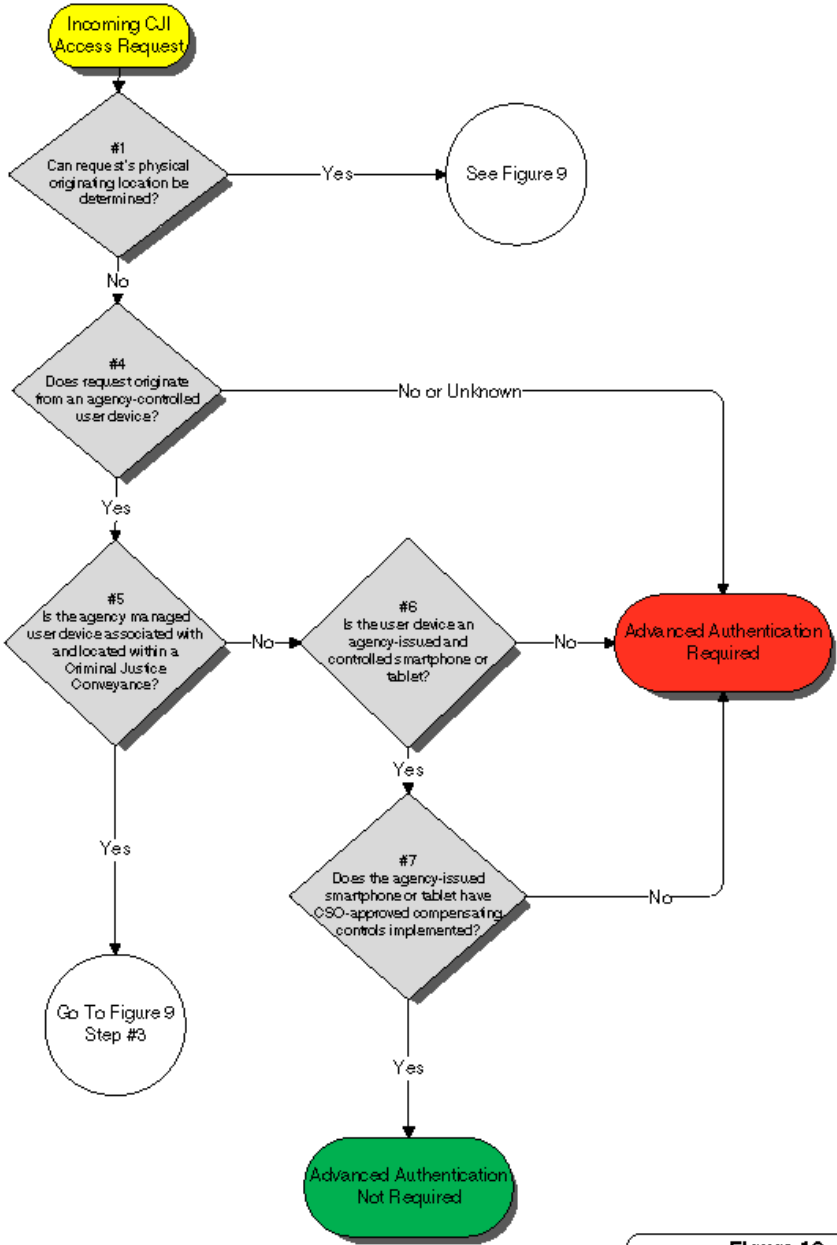 Incoming CJI
Access Request
#1
Can request's physical
originating location be
determined?
Yes
See Figure 9
No
#4
Does request originate
from an agency-controlled
user device?
No or Unknown
Yes
#5
Is the agency managed
user device associated with
and located within a
Criminal Justice
Conveyance?
No
#6
Is the user device an
agency-issued and
controlled smartphone or
tablet?
No
Advanced Authentication
Required
Yes
Yes
#7
Does the agency-issued
smartphone or tablet have
CSO-approved compensating
controls implemented?
No
Go To Figure 9
Step #3
Yes
Advanced Authentication
Not Required